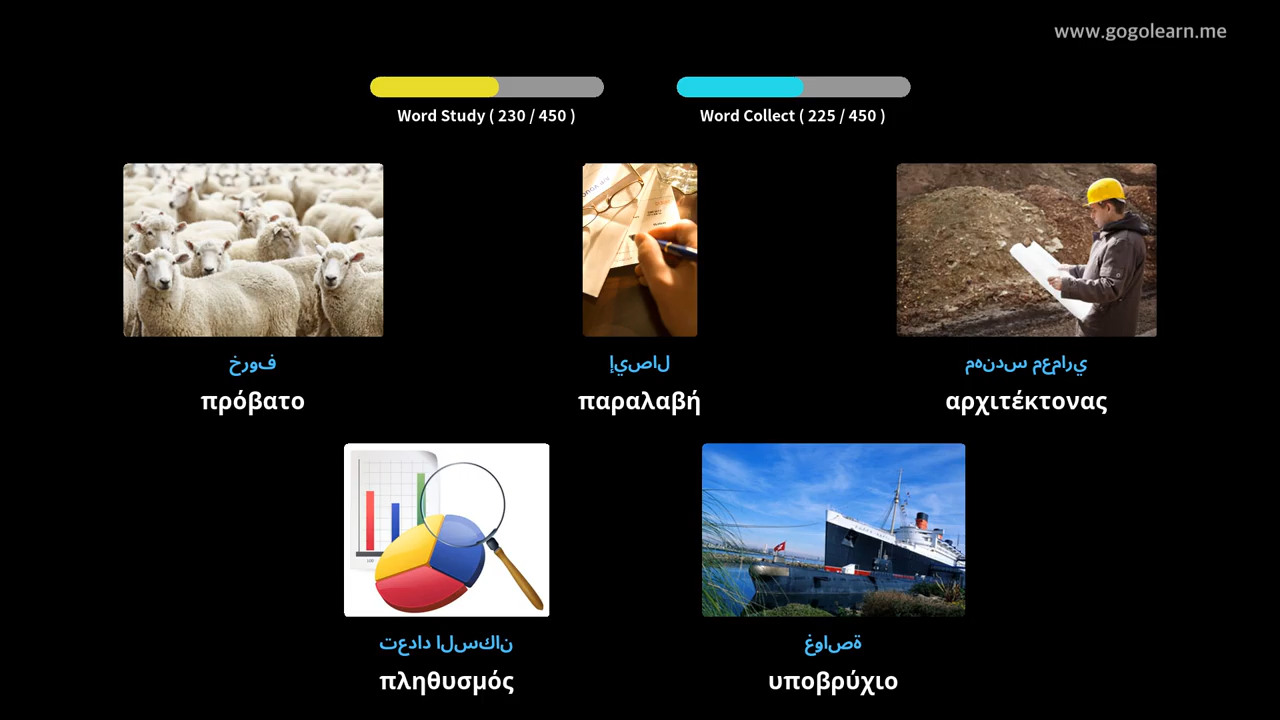 www.gogolearn.me
Word Study ( 230 / 450 )
Word Collect ( 225 / 450 )
خروف
إيصال
مهندس معماري
πρόβατο
παραλαβή
αρχιτέκτονας
تعداد السكان
غواصة
πληθυσμός
υποβρύχιο